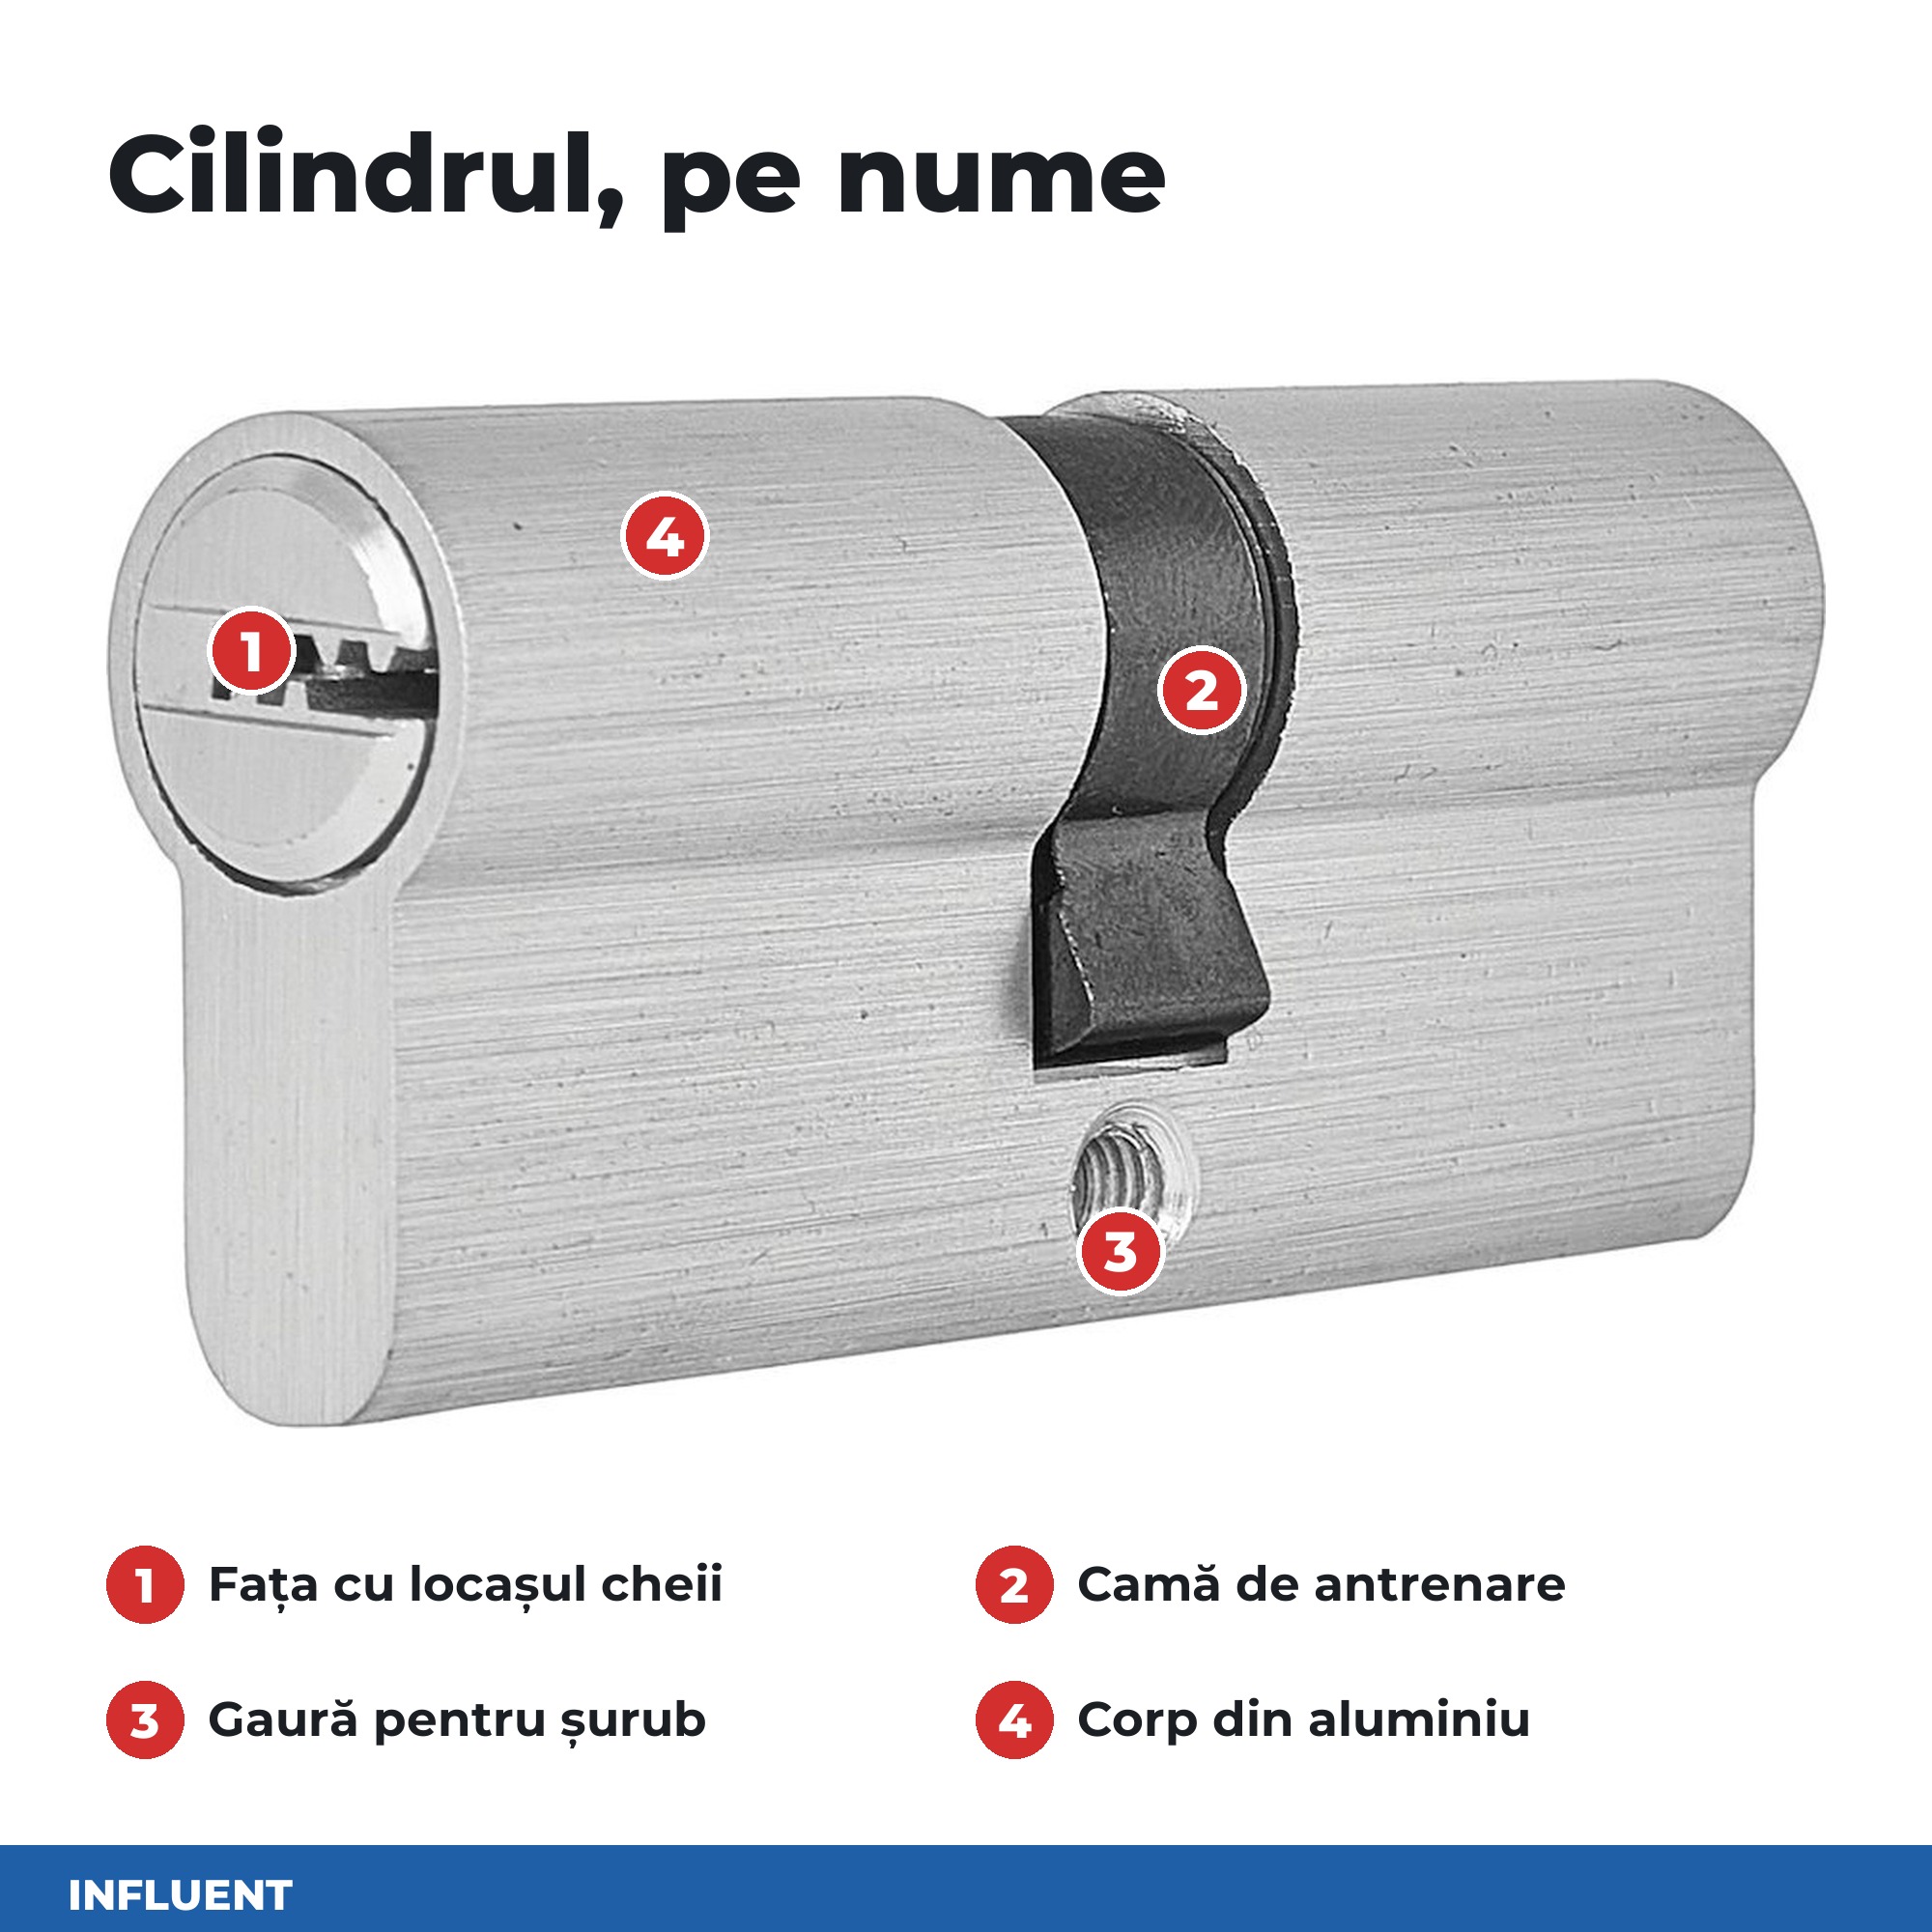 Cilindrul, pe nume
4
1
2
3
1 Fața cu locașul cheii
2 Camă de antrenare
3 Gaură pentru șurub
4 Corp din aluminiu
INFLUENT